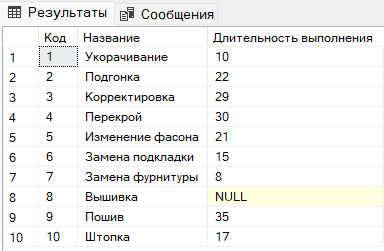 Результаты Сообщения
Код Название Длительность выполнения
1 1 Укорачивание 10
2 2 Подгонка 22
3 3 Корректировка 29
4 4 Перекрой 30
5 5 Изменение фасона 21
6 6 Замена подкладки 15
7 7 Замена фурнитуры 8
8 8 Вышивка NULL
9 9 Пошив 35
10 10 Штопка 17